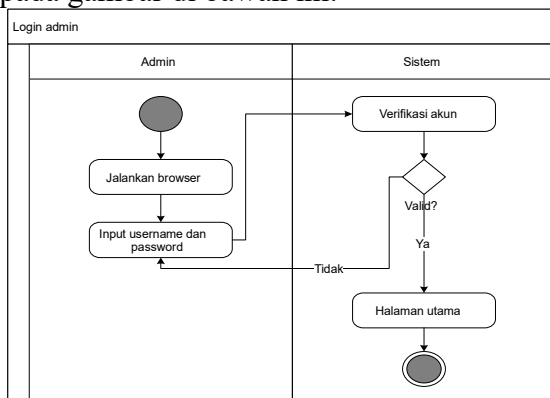 pada gambar di bawah ini.
Login admin
Admin
Sistem
Verifikasi akun
Jalankan browser
Valid?
Input username dan
password
Ya
Tidak
Halaman utama